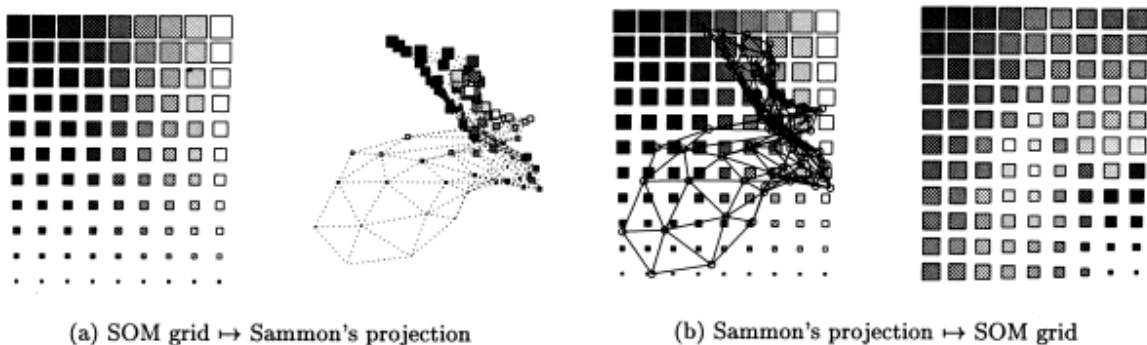 (a) SOM grid ↦ Sammon's projection
(b) Sammon's projection ↦ SOM grid